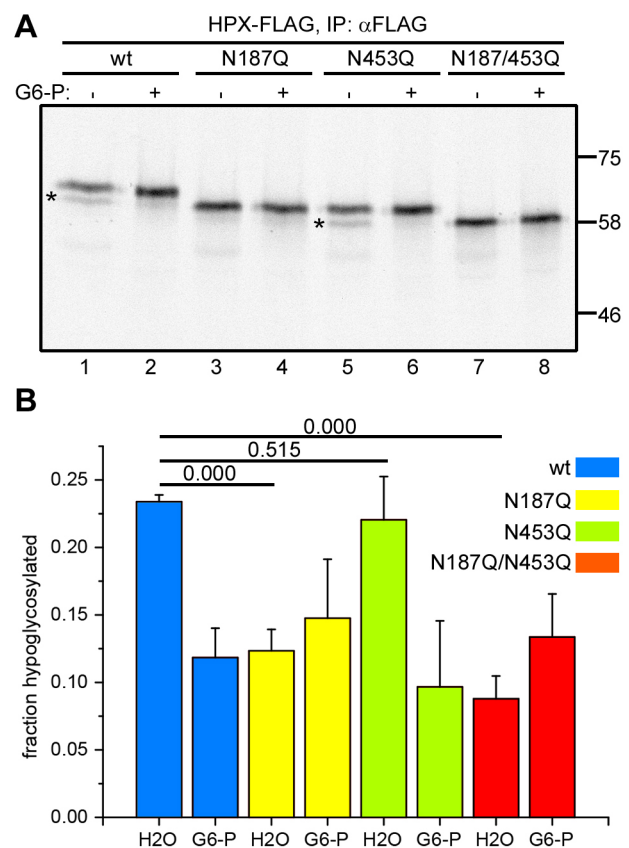 A
HPX-FLAG, IP: αFLAG
wt N187Q N453Q N187/453Q
G6-P: - + - + - + - +
75
*
*
58
46
1 2 3 4 5 6 7 8
B
0.000
0.515
0.000
wt
N187Q
N453Q
N187Q/N453Q
fraction hypoglycosylated
0.25
0.20
0.15
0.10
0.05
0.00
H2O G6-P H2O G6-P H2O G6-P H2O G6-P